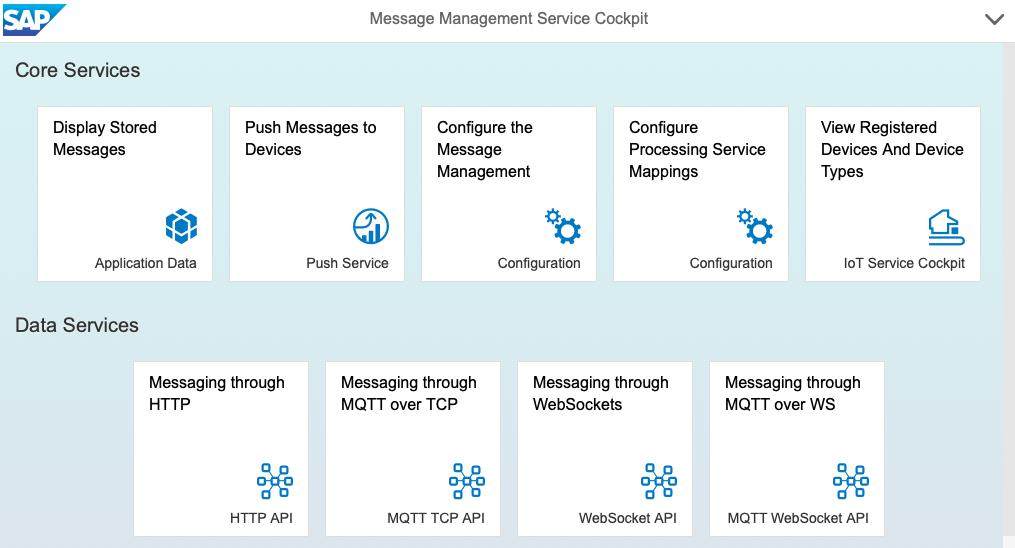 SAP
Message Management Service Cockpit
Core Services
Display Stored
Messages
Application Data
Push Messages to
Devices
Push Service
Configure the
Message
Management
Configuration
Configure
Processing Service
Mappings
Configuration
View Registered
Devices And Device
Types
IoT Service Cockpit
Data Services
Messaging through
HTTP
HTTP API
Messaging through
MQTT over TCP
MQTT TCP API
Messaging through
WebSockets
WebSocket API
Messaging through
MQTT over WS
MQTT WebSocket API